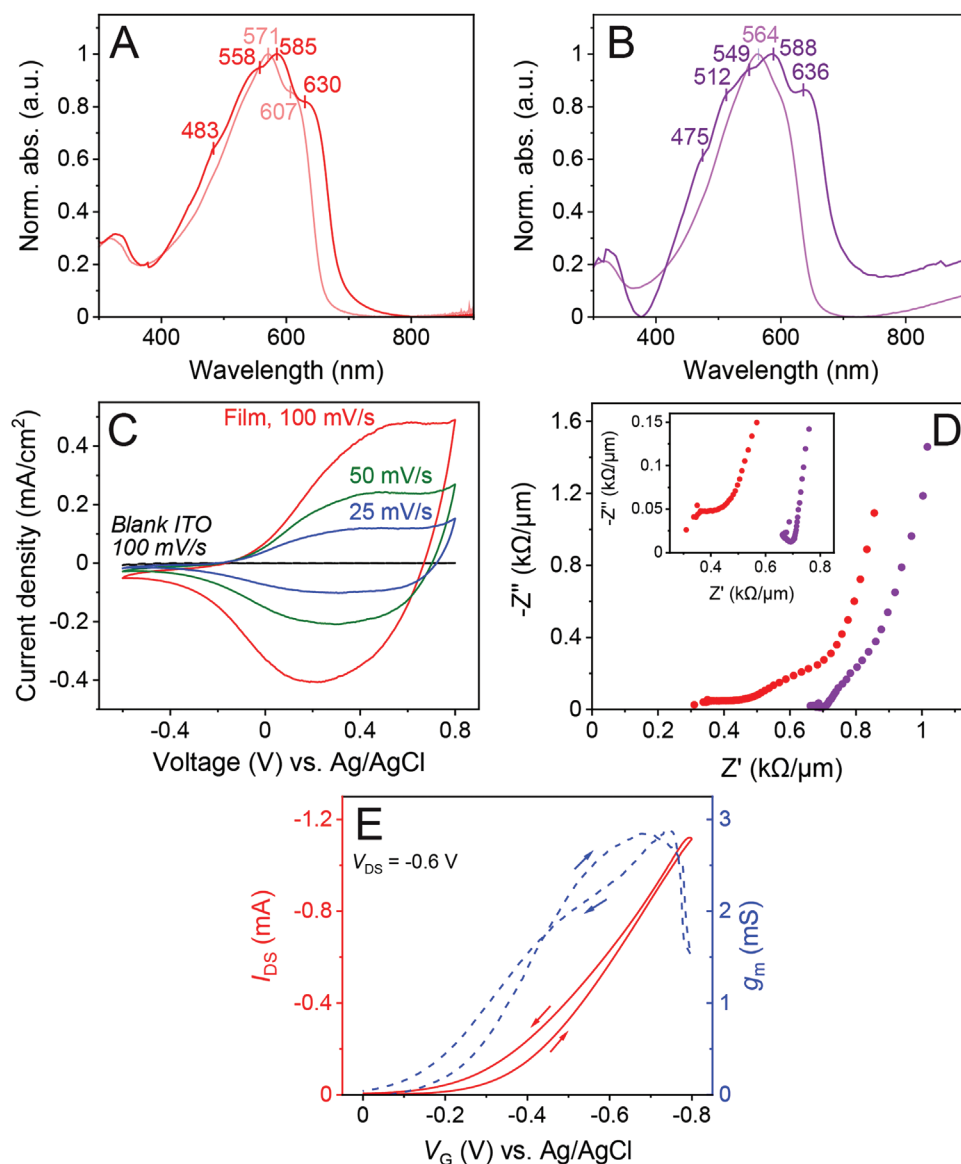 A
571
558
585
630
607
483
Norm. abs. (a.u.)
1
0.8
0.6
0.4
0.2
0
400
600
800
Wavelength (nm)
B
564
549
588
512
636
475
Norm. abs. (a.u.)
1
0.8
0.6
0.4
0.2
0
400
600
800
Wavelength (nm)
C
Film, 100 mV/s
50 mV/s
25 mV/s
Blank ITO
100 mV/s
Current density (mA/cm²)
0.4
0.2
0
-0.2
-0.4
-0.4
0
0.4
0.8
Voltage (V) vs. Ag/AgCl
D
-Z" (kΩ/μm)
1.6
1.2
0.8
0.4
0
0
0.2
0.4
0.6
0.8
1
Z' (kΩ/μm)
-Z" (kΩ/μm)
0.15
0.1
0.05
0
0.4
0.6
0.8
Z' (kΩ/μm)
E
V_DS = -0.6 V
I_DS (mA)
-1.2
-0.8
-0.4
0
g_m (mS)
3
2
1
0
0
-0.2
-0.4
-0.6
-0.8
V_G (V) vs. Ag/AgCl